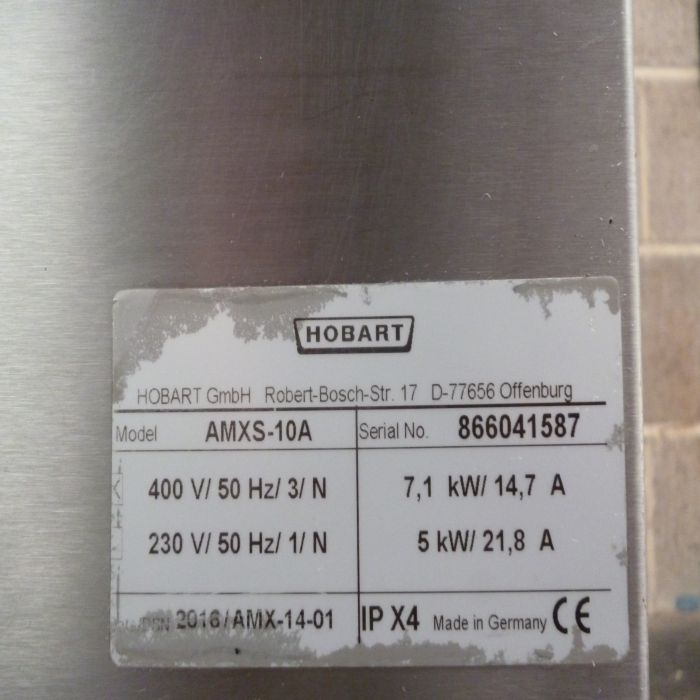 HOBART
HOBART GmbH Robert-Bosch-Str. 17 D-77656 Offenburg
Model AMXS-10A Serial No. 866041587
400 V/ 50 Hz/ 3/ N 7,1 kW/ 14,7 A
230 V/ 50 Hz/ 1/ N 5 kW/ 21,8 A
2016/AMX-14-01 IP X4 Made in Germany CE